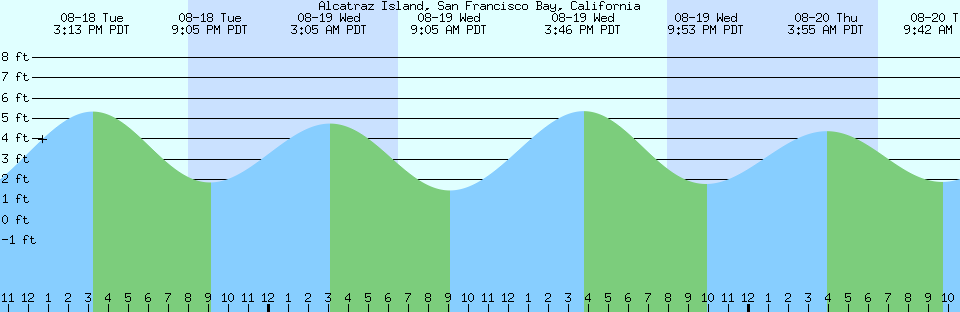 Alcatraz Island, San Francisco Bay, California
08-18 Tue 08-18 Tue 08-19 Wed 08-19 Wed 08-19 Wed 08-19 Wed 08-20 Thu 08-20 T
3:13 PM PDT 9:05 PM PDT 3:05 AM PDT 9:05 AM PDT 3:46 PM PDT 9:53 PM PDT 3:55 AM PDT 9:42 AM
8 ft
7 ft
6 ft
5 ft
4 ft
3 ft
2 ft
1 ft
0 ft
-1 ft
11 12 1 2 3 4 5 6 7 8 9 10 11 12 1 2 3 4 5 6 7 8 9 10 11 12 1 2 3 4 5 6 7 8 9 10 11 12 1 2 3 4 5 6 7 8 9 10